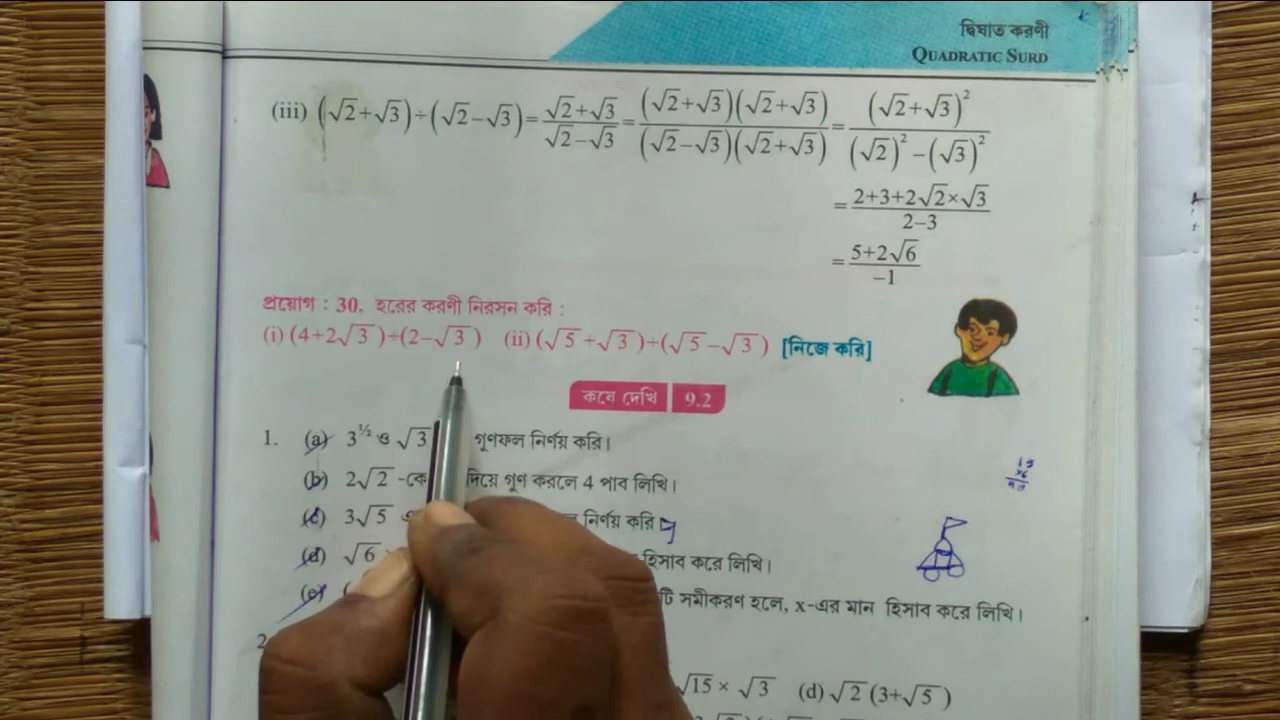 দ্বিঘাত করণী
QUADRATIC SURD
(iii) (√2+√3)÷(√2−√3) = (√2+√3)/(√2−√3) = (√2+√3)(√2+√3)/(√2−√3)(√2+√3) = (√2+√3)²/((√2)²−(√3)²)
= (2+3+2√2×√3)/(2−3)
= (5+2√6)/−1
প্রয়োগ : 30. হরের করণী নিরসন করি :
(i) (4+2√3)÷(2−√3) (ii) (√5+√3)÷(√5−√3) [নিজে করি]
কষে দেখি 9.2
1. (a) 3^½ ও √3 গুণফল নির্ণয় করি।
(b) 2√2 -কে দিয়ে গুণ করলে 4 পাব লিখি।
(c) 3√5 নির্ণয় করি।
(d) √6 হিসাব করে লিখি।
(e) টি সমীকরণ হলে, x-এর মান হিসাব করে লিখি।
2
√15 × √3 (d) √2 (3+√5)